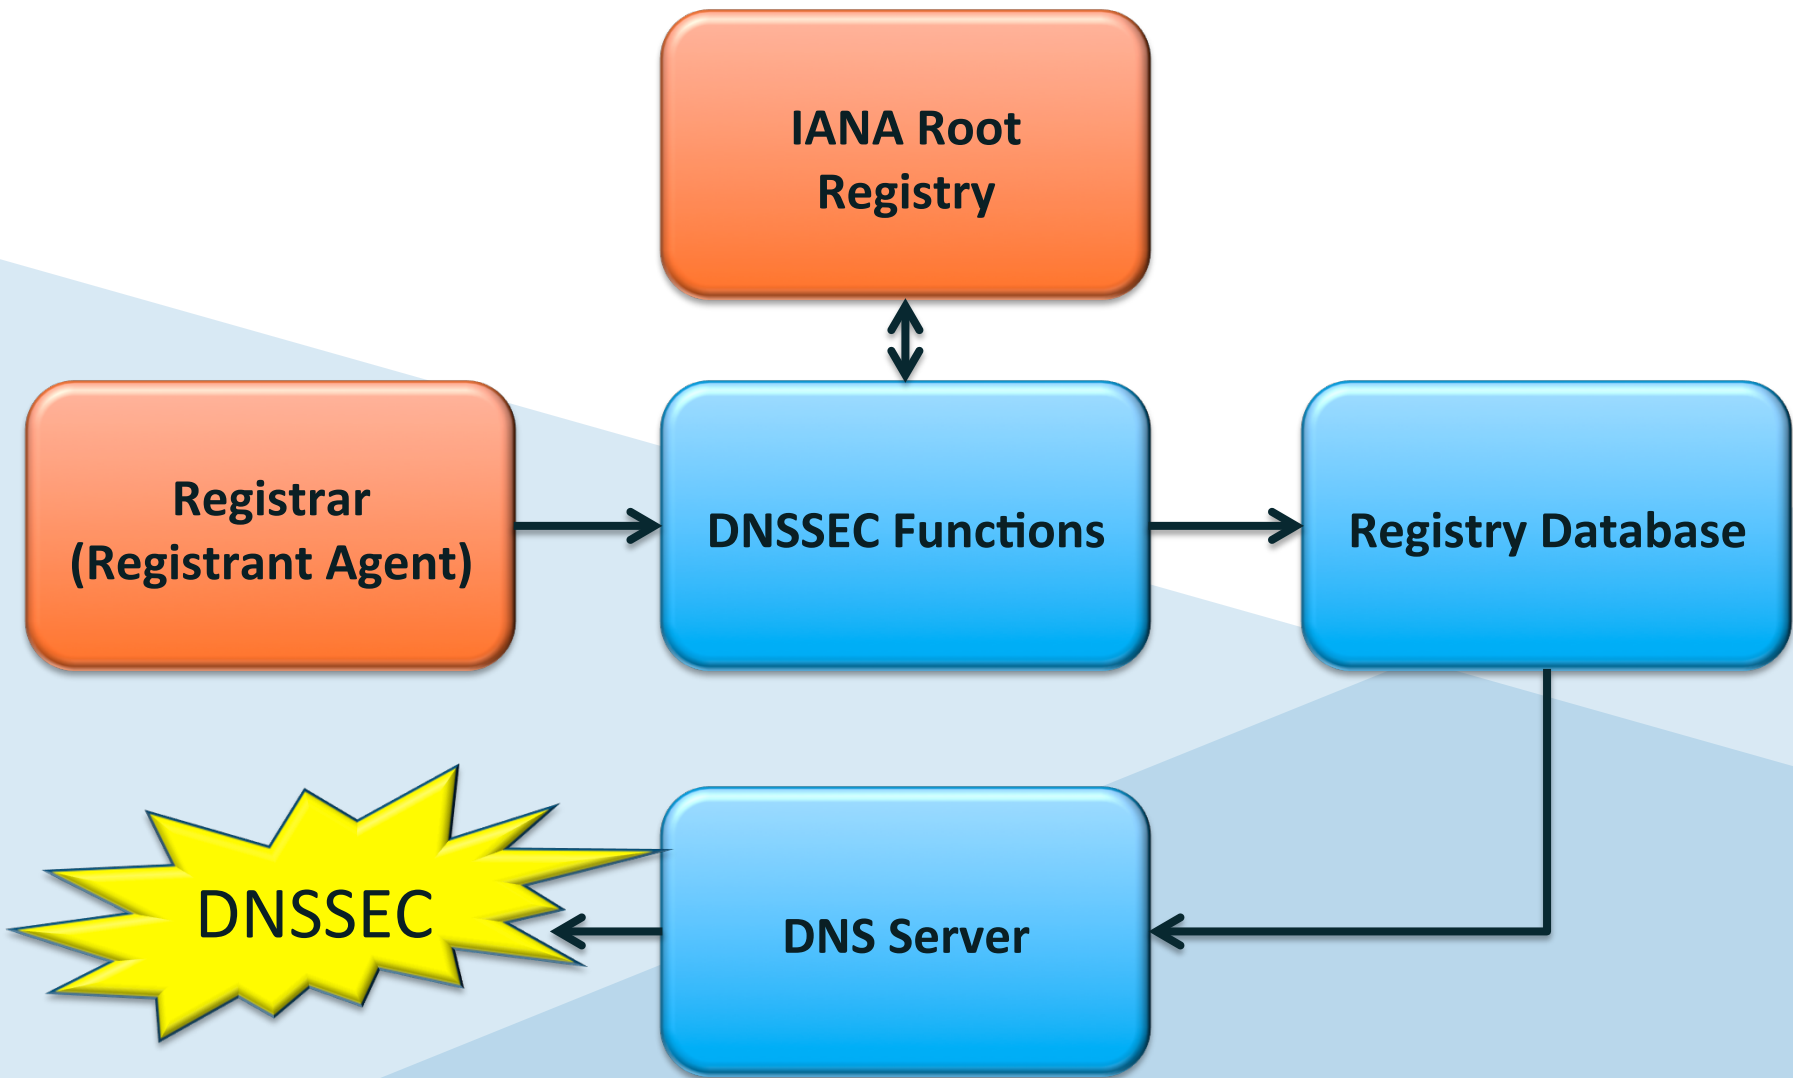 IANA Root
Registry
Registrar
(Registrant Agent)
DNSSEC Functions
Registry Database
DNSSEC
DNS Server